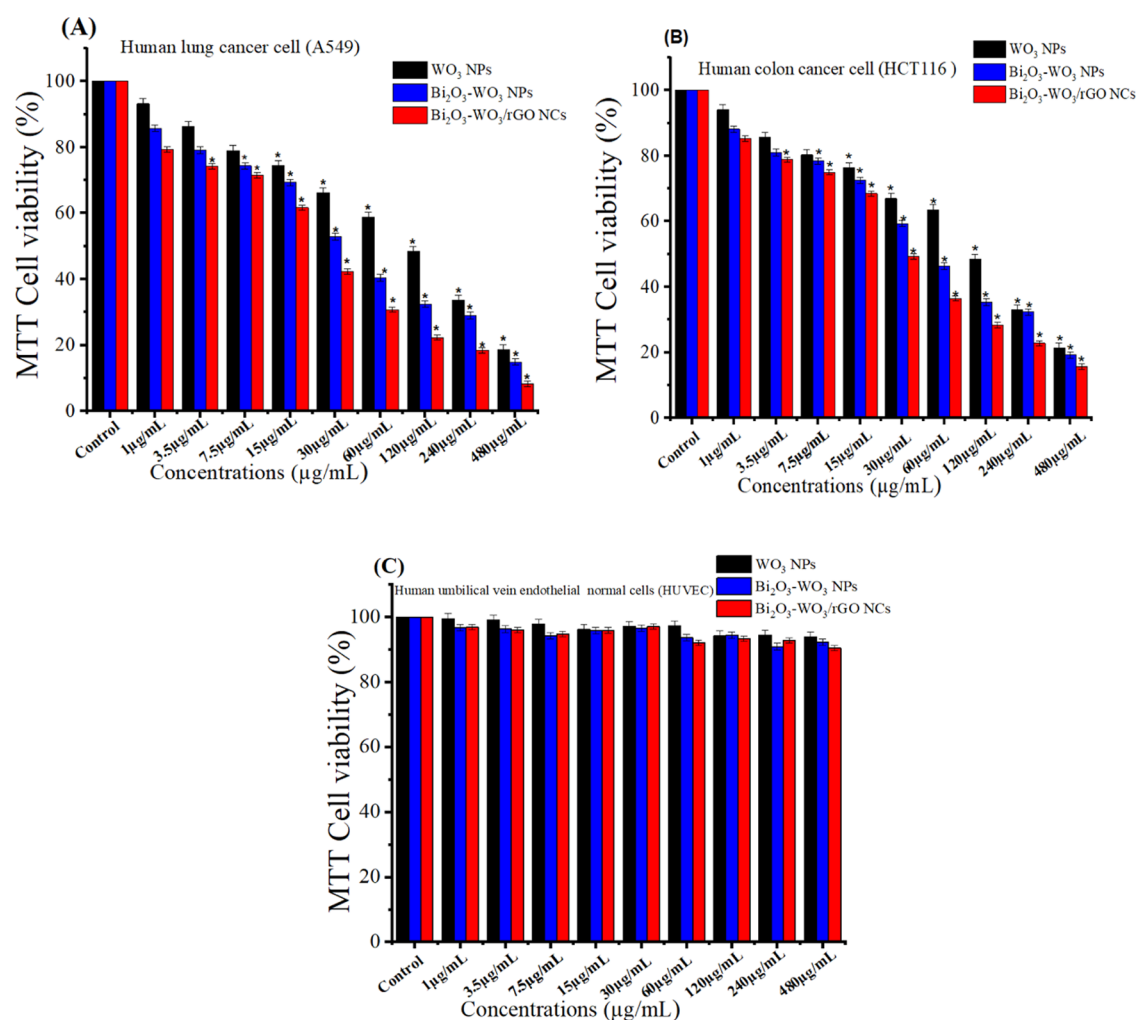 (A)
Human lung cancer cell (A549)
WO₃ NPs
Bi₂O₃-WO₃ NPs
Bi₂O₃-WO₃/rGO NCs
MTT Cell viability (%)
100
80
60
40
20
0
* * * * * * * * * * * * * * * * * * * * *
Control
1µg/mL
3.5µg/mL
7.5µg/mL
15µg/mL
30µg/mL
60µg/mL
120µg/mL
240µg/mL
480µg/mL
Concentrations (µg/mL)
(B)
Human colon cancer cell (HCT116 )
WO₃ NPs
Bi₂O₃-WO₃ NPs
Bi₂O₃-WO₃/rGO NCs
MTT Cell viability (%)
100
80
60
40
20
0
* * * * * * * * * * * * * * * * * * * * *
Control
1µg/mL
3.5µg/mL
7.5µg/mL
15µg/mL
30µg/mL
60µg/mL
120µg/mL
240µg/mL
480µg/mL
Concentrations (µg/mL)
(C)
Human umbilical vein endothelial normal cells (HUVEC)
WO₃ NPs
Bi₂O₃-WO₃ NPs
Bi₂O₃-WO₃/rGO NCs
MTT Cell viability (%)
100
80
60
40
20
0
Control
1µg/mL
3.5µg/mL
7.5µg/mL
15µg/mL
30µg/mL
60µg/mL
120µg/mL
240µg/mL
480µg/mL
Concentrations (µg/mL)